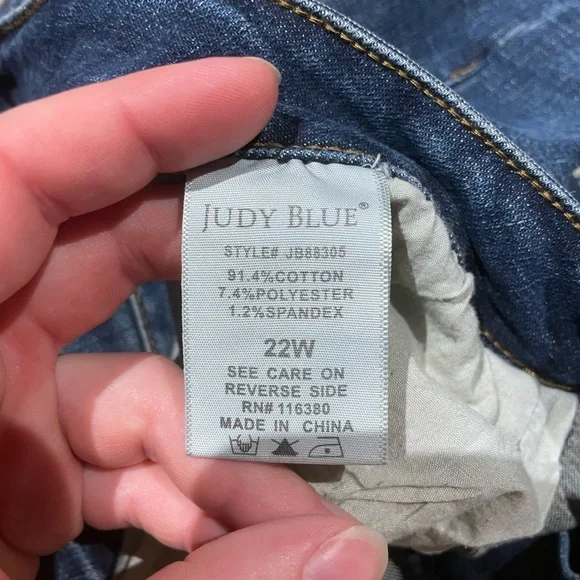 JUDY BLUE®
STYLE# JB88305
91.4%COTTON
7.4%POLYESTER
1.2%SPANDEX
22W
SEE CARE ON
REVERSE SIDE
RN# 116380
MADE IN CHINA